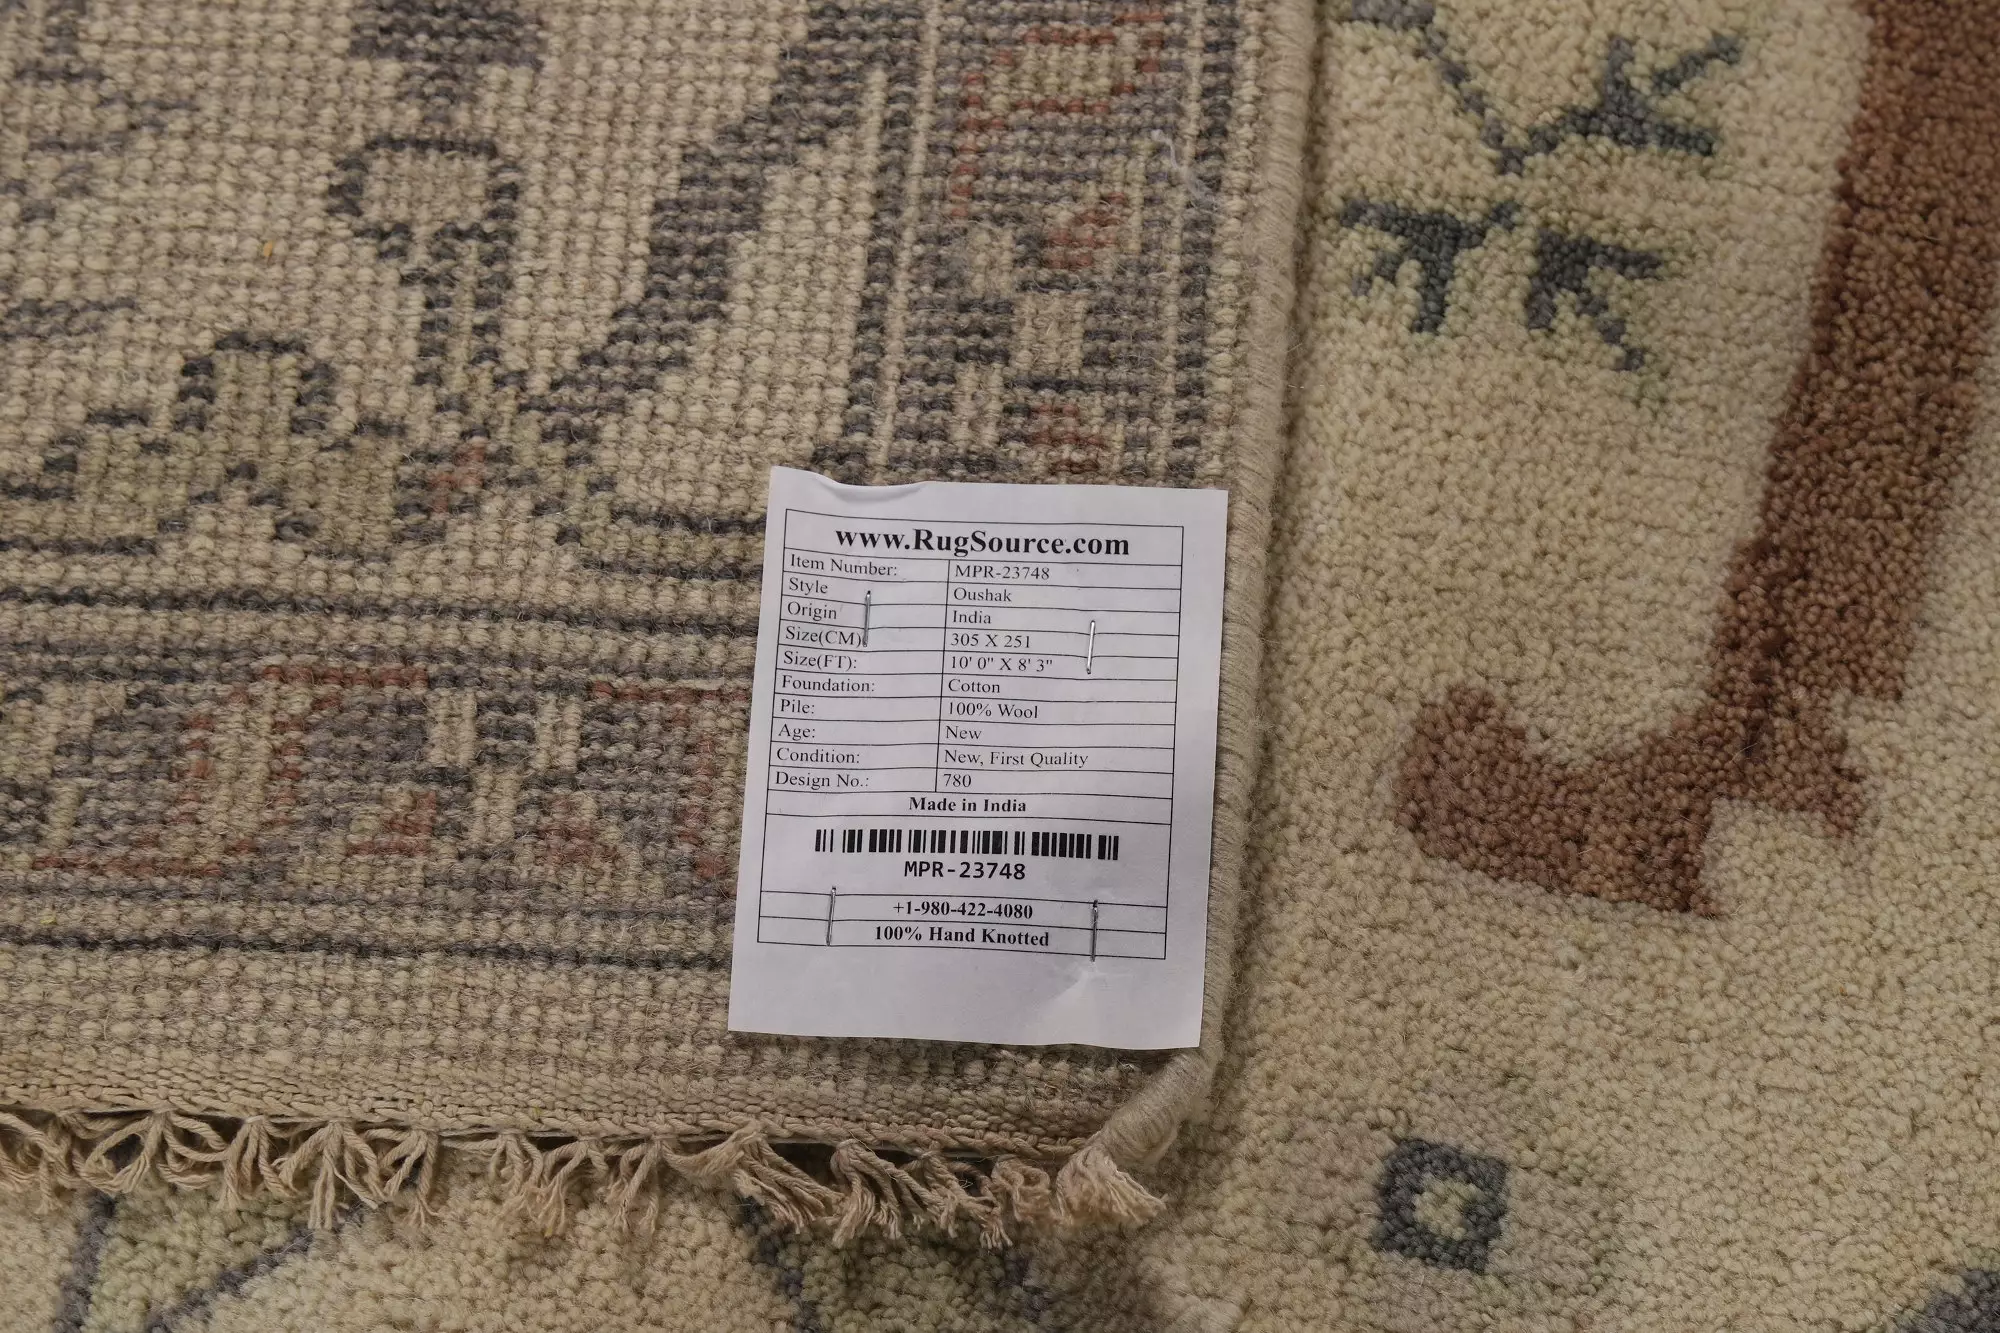 www.RugSource.com
Item Number: MPR-23748
Style Oushak
Origin India
Size(CM) 305 X 251
Size(FT): 10' 0" X 8' 3"
Foundation: Cotton
Pile: 100% Wool
Age: New
Condition: New, First Quality
Design No.: 780
Made in India
MPR-23748
+1-980-422-4080
100% Hand Knotted